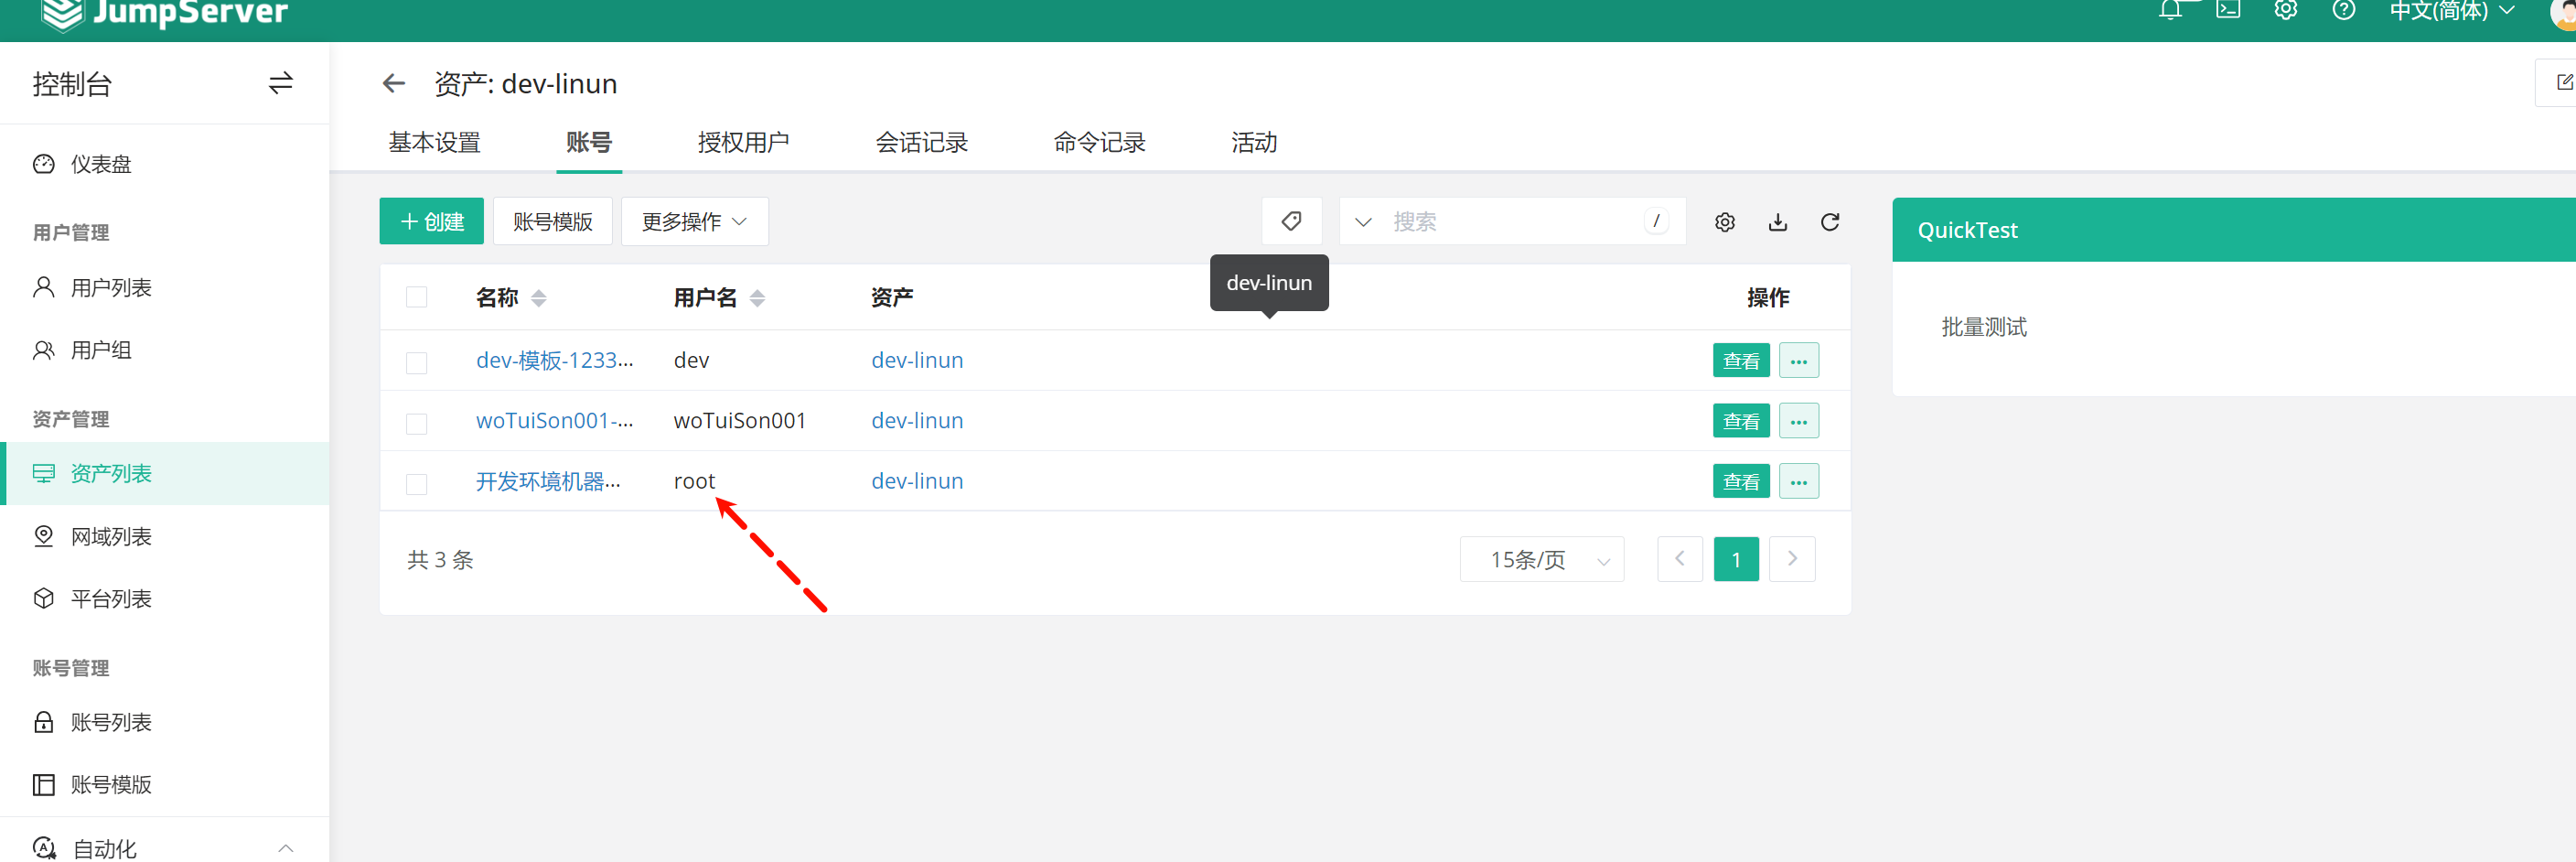 JumpServer
中文(简体)
控制台
资产: dev-linun
基本设置 账号 授权用户 会话记录 命令记录 活动
仪表盘
用户管理
用户列表
用户组
资产管理
资产列表
网域列表
平台列表
账号管理
账号列表
账号模版
自动化
创建 账号模版 更多操作 搜索 /
dev-linun
名称 用户名 资产 操作
dev-模板-1233... dev dev-linun 查看 ...
woTuiSon001-... woTuiSon001 dev-linun 查看 ...
开发环境机器... root dev-linun 查看 ...
共 3 条 15条/页 1
QuickTest
批量测试